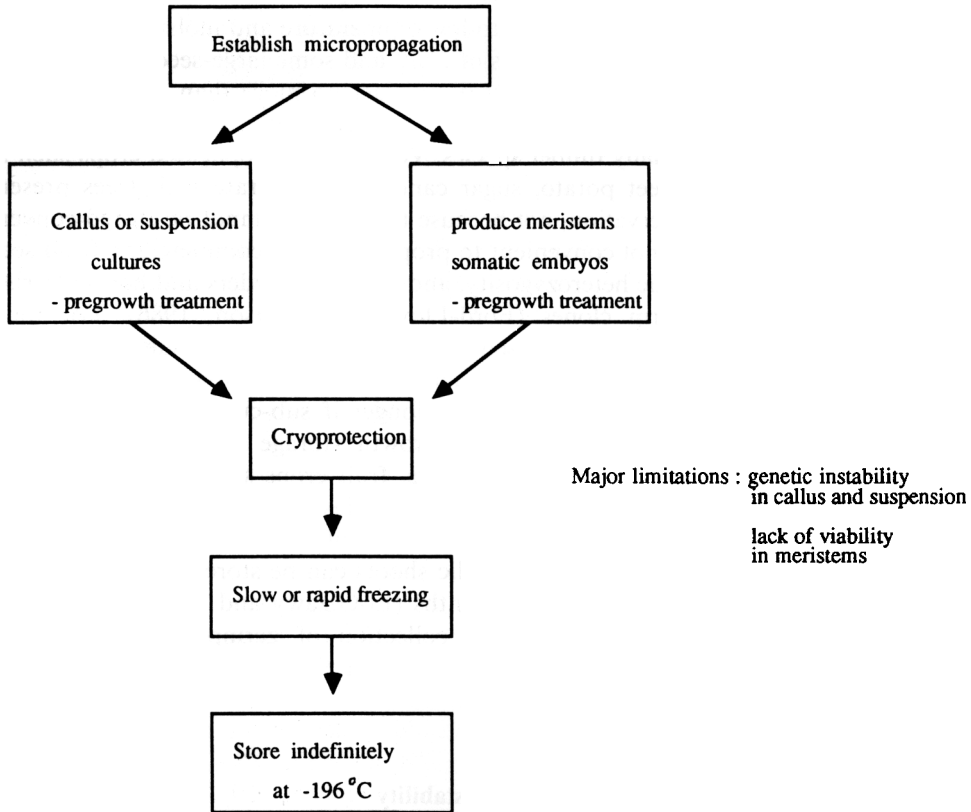 Establish micropropagation
Callus or suspension
cultures
- pregrowth treatment
produce meristems
somatic embryos
- pregrowth treatment
Cryoprotection
Major limitations : genetic instability
in callus and suspension
lack of viability
in meristems
Slow or rapid freezing
Store indefinitely
at -196 °C